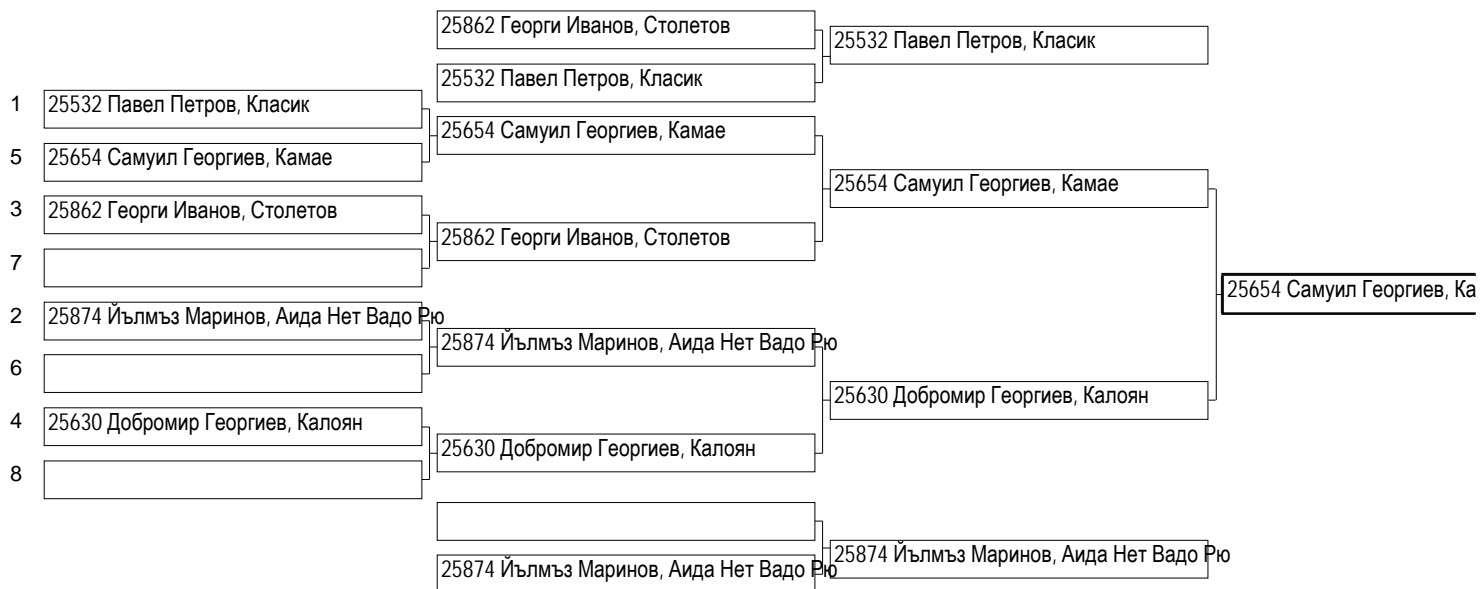 25862 Георги Иванов, Столетов
25532 Павел Петров, Класик
25532 Павел Петров, Класик
1 25532 Павел Петров, Класик
25654 Самуил Георгиев, Камае
5 25654 Самуил Георгиев, Камае
25654 Самуил Георгиев, Камае
3 25862 Георги Иванов, Столетов
25862 Георги Иванов, Столетов
7
25654 Самуил Георгиев, Ка
2 25874 Йълмъз Маринов, Аида Нет Вадо Рю
25874 Йълмъз Маринов, Аида Нет Вадо Рю
6
25630 Добромир Георгиев, Калоян
4 25630 Добромир Георгиев, Калоян
25630 Добромир Георгиев, Калоян
8
25874 Йълмъз Маринов, Аида Нет Вадо Рю
25874 Йълмъз Маринов, Аида Нет Вадо Рю